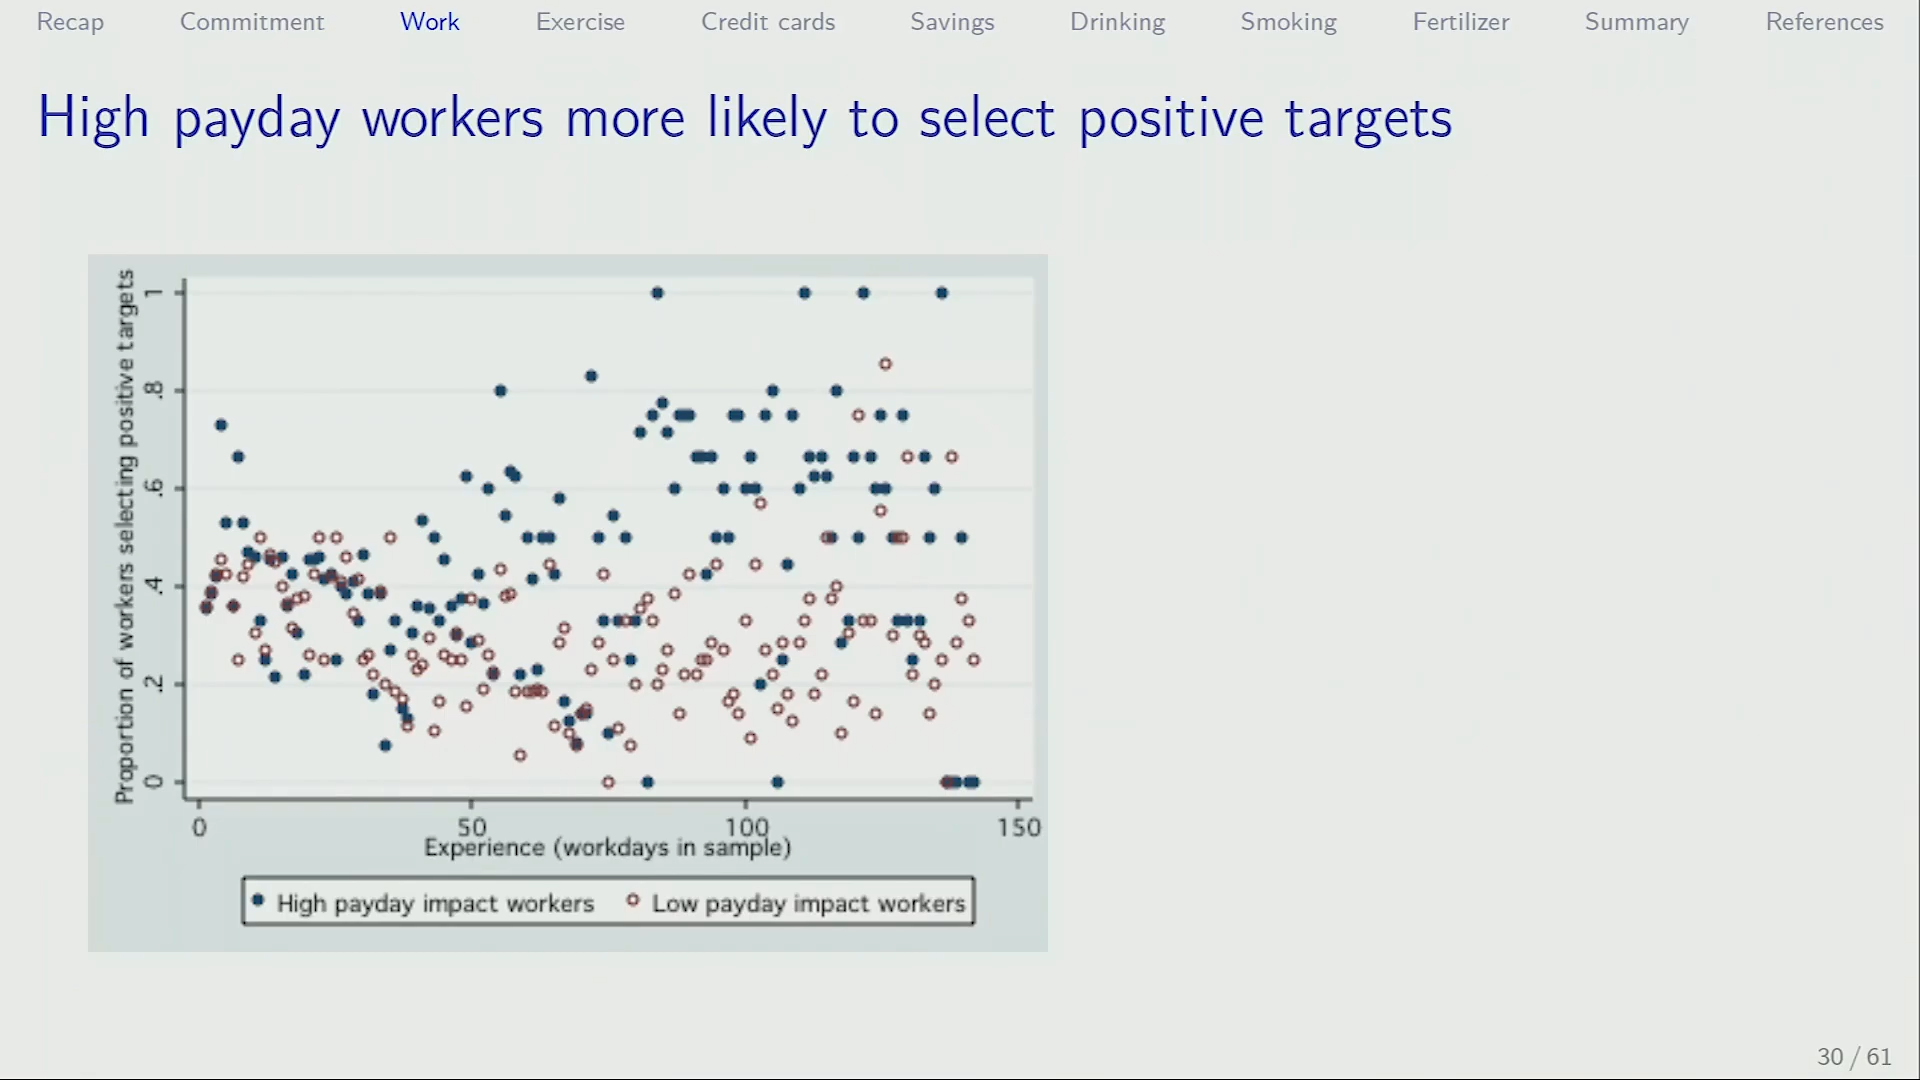 Recap Commitment Work Exercise Credit cards Savings Drinking Smoking Fertilizer Summary References
High payday workers more likely to select positive targets
Proportion of workers selecting positive targets
1
.8
.6
.4
.2
0
0 50 100 150
Experience (workdays in sample)
High payday impact workers Low payday impact workers
30 / 61